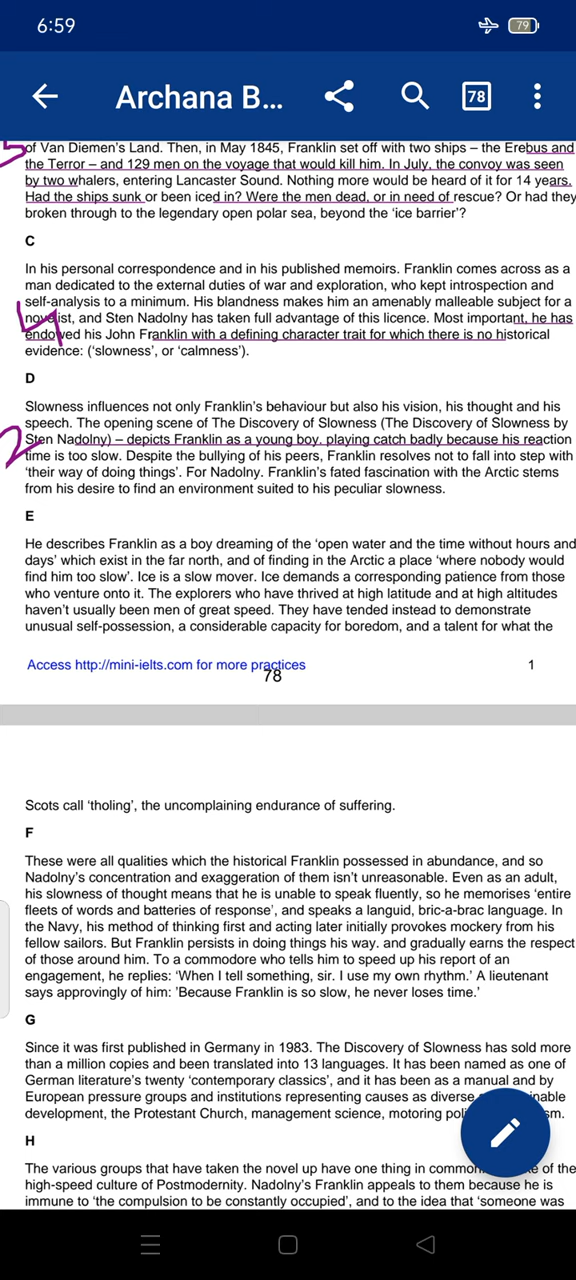 6:59
79
Archana B...
78
of Van Diemen's Land. Then, in May 1845, Franklin set off with two ships – the Erebus and
the Terror – and 129 men on the voyage that would kill him. In July, the convoy was seen
by two whalers, entering Lancaster Sound. Nothing more would be heard of it for 14 years.
Had the ships sunk or been iced in? Were the men dead, or in need of rescue? Or had they
broken through to the legendary open polar sea, beyond the 'ice barrier'?
C
In his personal correspondence and in his published memoirs. Franklin comes across as a
man dedicated to the external duties of war and exploration, who kept introspection and
self-analysis to a minimum. His blandness makes him an amenably malleable subject for a
4
novelist, and Sten Nadolny has taken full advantage of this licence. Most important, he has
endowed his John Franklin with a defining character trait for which there is no historical
evidence: ('slowness', or 'calmness').
D
Slowness influences not only Franklin's behaviour but also his vision, his thought and his
speech. The opening scene of The Discovery of Slowness (The Discovery of Slowness by
2
Sten Nadolny) – depicts Franklin as a young boy. playing catch badly because his reaction
time is too slow. Despite the bullying of his peers, Franklin resolves not to fall into step with
'their way of doing things'. For Nadolny. Franklin's fated fascination with the Arctic stems
from his desire to find an environment suited to his peculiar slowness.
E
He describes Franklin as a boy dreaming of the 'open water and the time without hours and
days' which exist in the far north, and of finding in the Arctic a place 'where nobody would
find him too slow'. Ice is a slow mover. Ice demands a corresponding patience from those
who venture onto it. The explorers who have thrived at high latitude and at high altitudes
haven't usually been men of great speed. They have tended instead to demonstrate
unusual self-possession, a considerable capacity for boredom, and a talent for what the
Access http://mini-ielts.com for more practices 1
78
Scots call 'tholing', the uncomplaining endurance of suffering.
F
These were all qualities which the historical Franklin possessed in abundance, and so
Nadolny's concentration and exaggeration of them isn't unreasonable. Even as an adult,
his slowness of thought means that he is unable to speak fluently, so he memorises 'entire
fleets of words and batteries of response', and speaks a languid, bric-a-brac language. In
the Navy, his method of thinking first and acting later initially provokes mockery from his
fellow sailors. But Franklin persists in doing things his way. and gradually earns the respect
of those around him. To a commodore who tells him to speed up his report of an
engagement, he replies: 'When I tell something, sir. I use my own rhythm.' A lieutenant
says approvingly of him: 'Because Franklin is so slow, he never loses time.'
G
Since it was first published in Germany in 1983. The Discovery of Slowness has sold more
than a million copies and been translated into 13 languages. It has been named as one of
German literature's twenty 'contemporary classics', and it has been as a manual and by
European pressure groups and institutions representing causes as diverse
development, the Protestant Church, management science, motoring
H
The various groups that have taken the novel up have one thing in common of the
high-speed culture of Postmodernity. Nadolny's Franklin appeals to them because he is
immune to 'the compulsion to be constantly occupied', and to the idea that 'someone was